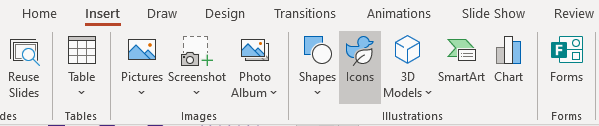 Home Insert Draw Design Transitions Animations Slide Show Review
Reuse Table Pictures Screenshot Photo Shapes Icons 3D SmartArt Chart Forms
Slides Album Models
des Tables Images Illustrations Forms